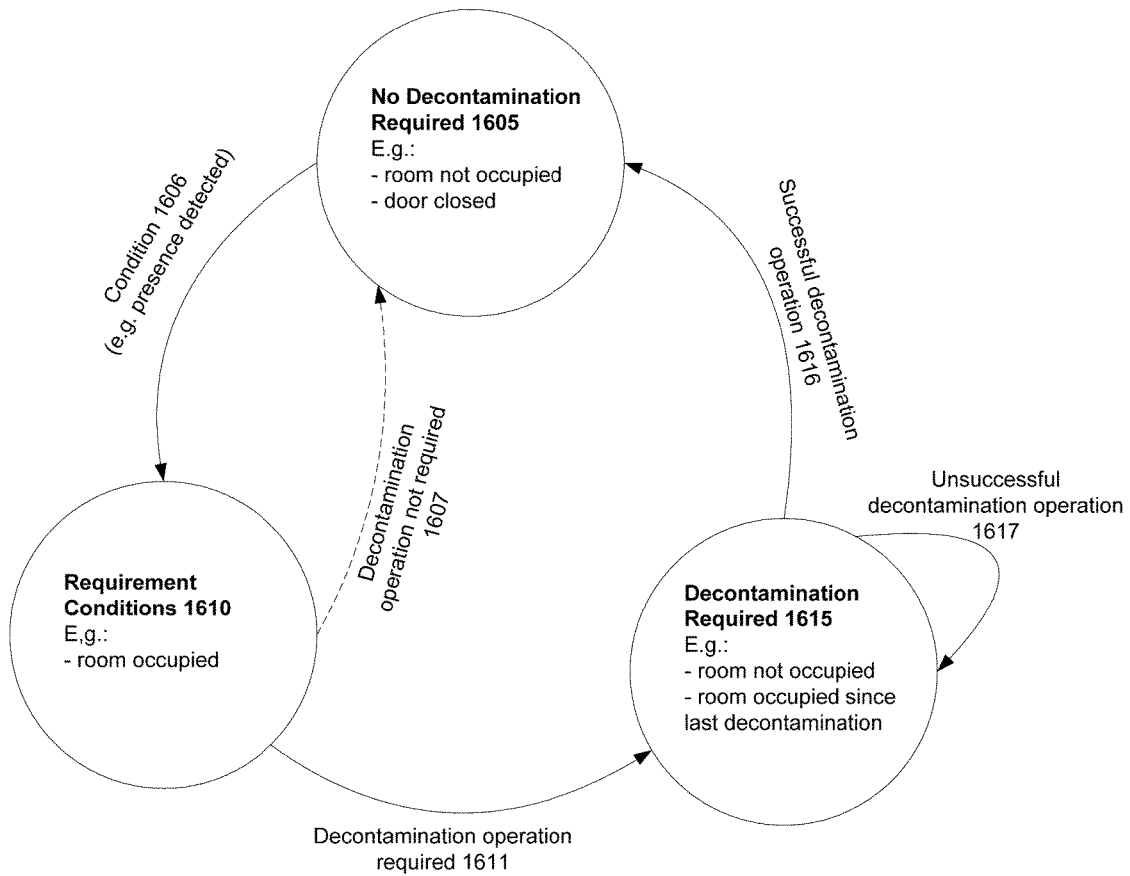 No Decontamination
Required 1605
E.g.:
- room not occupied
- door closed
Condition 1606
(e.g. presence detected)
Successful decontamination
operation 1616
Decontamination
operation not required
1607
Unsuccessful
decontamination operation
1617
Requirement
Conditions 1610
E,g.:
- room occupied
Decontamination
Required 1615
E.g.:
- room not occupied
- room occupied since
last decontamination
Decontamination operation
required 1611